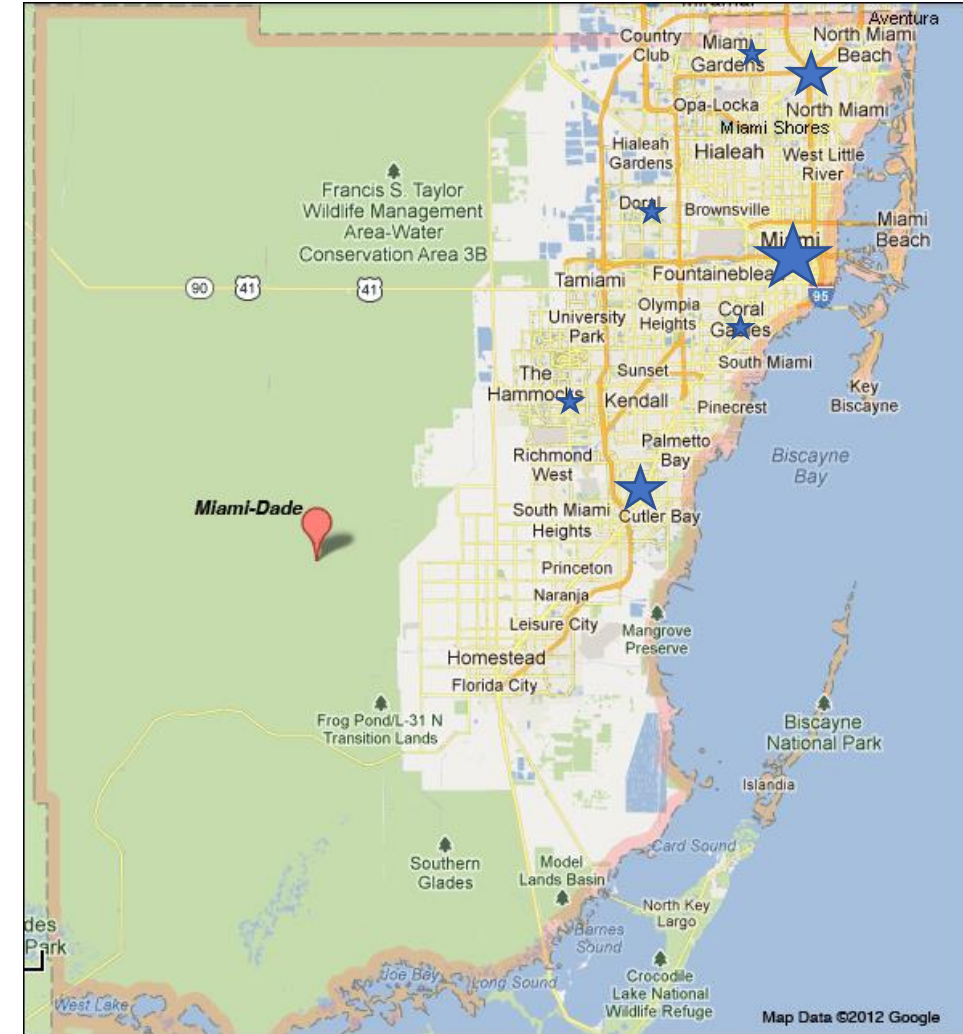 Aventura
Country
Club
Miami
Gardens
North Miami
Beach
Opa-Locka
North Miami
Miami Shores
Hialeah
Gardens
Hialeah
West Little
River
Francis S. Taylor
Wildlife Management
Area-Water
Conservation Area 3B
Doral
Brownsville
Miami
Beach
Miami
90
41
41
Tamiami
Fountainebleau
95
University
Park
Olympia
Heights
Coral
Gables
Sunset
South Miami
The
Hammocks
Kendall
Pinecrest
Key
Biscayne
Palmetto
Bay
Richmond
West
Biscayne
Bay
Miami-Dade
South Miami
Heights
Cutler Bay
Princeton
Naranja
Leisure City
Mangrove
Preserve
Homestead
Florida City
Frog Pond/L-31 N
Transition Lands
Biscayne
National Park
Islandia
Card Sound
Southern
Glades
Model
Lands Basin
North Key
Largo
des
Park
Barnes
Sound
Joe Bay
Long Sound
West Lake
Crocodile
Lake National
Wildlife Refuge
Map Data ©2012 Google